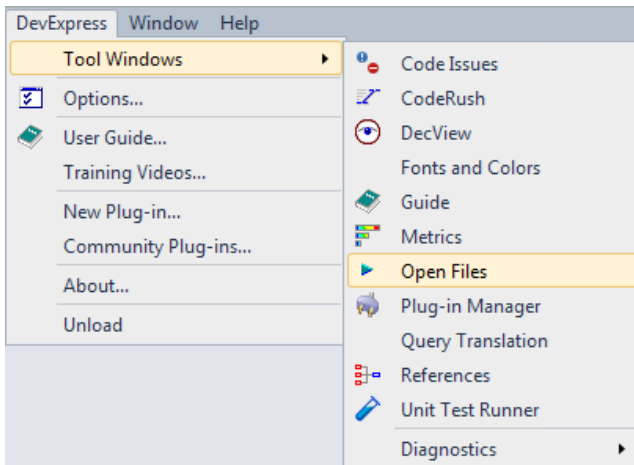 DevExpress Window Help
Tool Windows
Options...
User Guide...
Training Videos...
New Plug-in...
Community Plug-ins...
About...
Unload
Code Issues
CodeRush
DecView
Fonts and Colors
Guide
Metrics
Open Files
Plug-in Manager
Query Translation
References
Unit Test Runner
Diagnostics